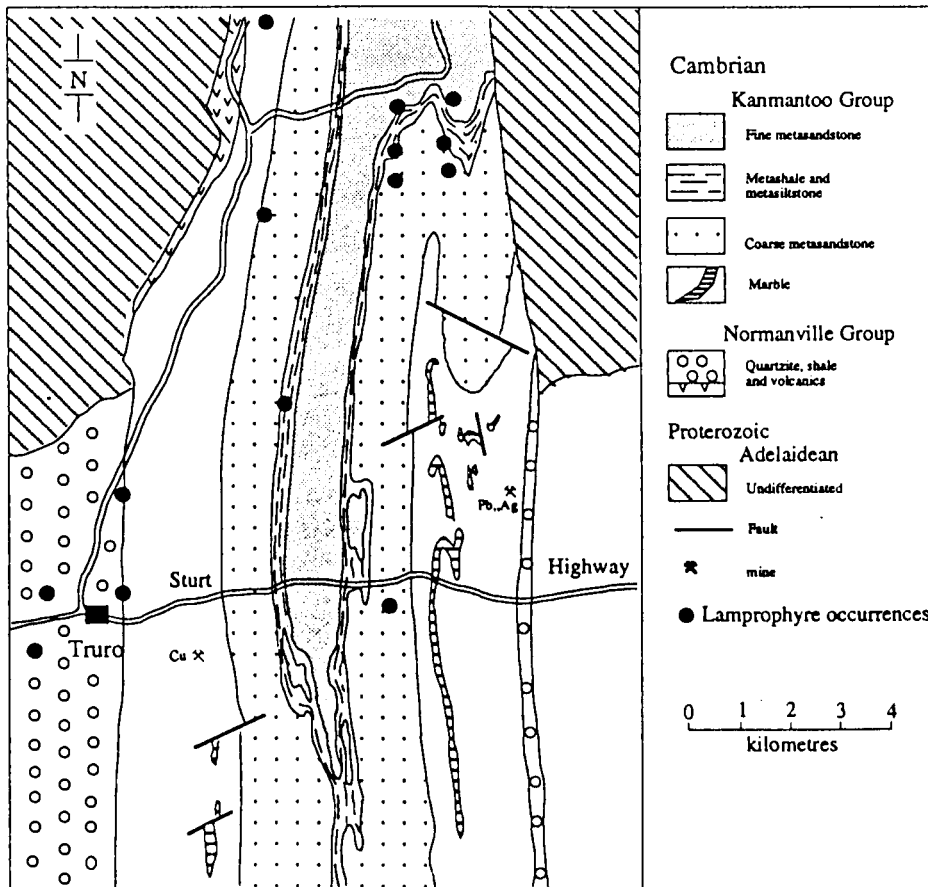 N
Sturt
Highway
Truro
Cu
Pb,,Ag
Cambrian
Kanmantoo Group
Fine metasandstone
Metashale and
metasiltstone
Coarse metasandstone
Marble
Normanville Group
Quartzite, shale
and volcanics
Proterozoic
Adelaidean
Undifferentiated
Fault
mine
Lamprophyre occurrences
0 1 2 3 4
kilometres